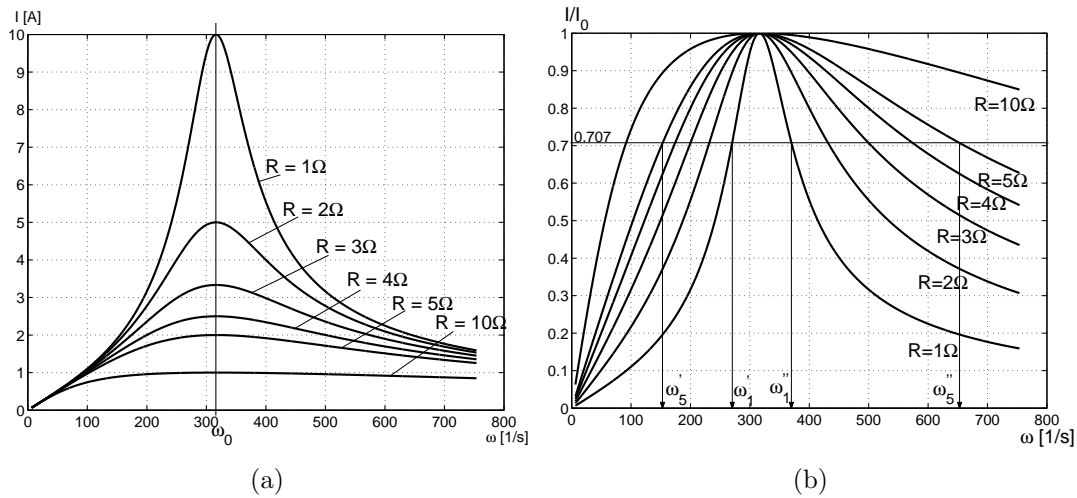 I [A]
10
9
8
7
6
5
4
3
2
1
0
0 100 200 300 400 500 600 700 800
ω [1/s]
ω0
R = 1Ω
R = 2Ω
R = 3Ω
R = 4Ω
R = 5Ω
R = 10Ω
(a)
I/I0
1
0.9
0.8
0.707
0.7
0.6
0.5
0.4
0.3
0.2
0.1
0
0 100 200 300 400 500 600 700 800
ω [1/s]
R=10Ω
R=5Ω
R=4Ω
R=3Ω
R=2Ω
R=1Ω
ω5' ω1' ω1'' ω5''
(b)